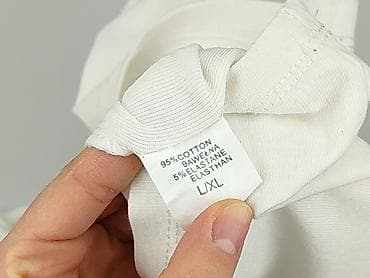 95% COTTON
BAWEŁNA
5% ELASTANE
ELASTHAN
L/XL